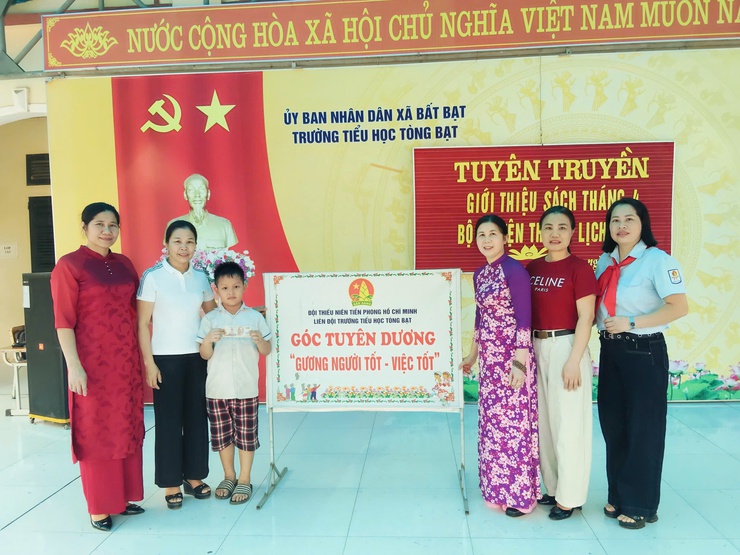 NƯỚC CỘNG HÒA XÃ HỘI CHỦ NGHĨA VIỆT NAM MUÔN
ỦY BAN NHÂN DÂN XÃ BẤT BẠT
TRƯỜNG TIỂU HỌC TÒNG BẠT
TUYÊN TRUYỀN
GIỚI THIỆU SÁCH THÁNG 4
BỘ LỊCH
ĐỘI THIẾU NIÊN TIỀN PHONG HỒ CHÍ MINH
LIÊN ĐỘI TRƯỜNG TIỂU HỌC TÒNG BẠT
GÓC TUYÊN DƯƠNG
"GƯƠNG NGƯỜI TỐT - VIỆC TỐT"
CELINE
PARIS